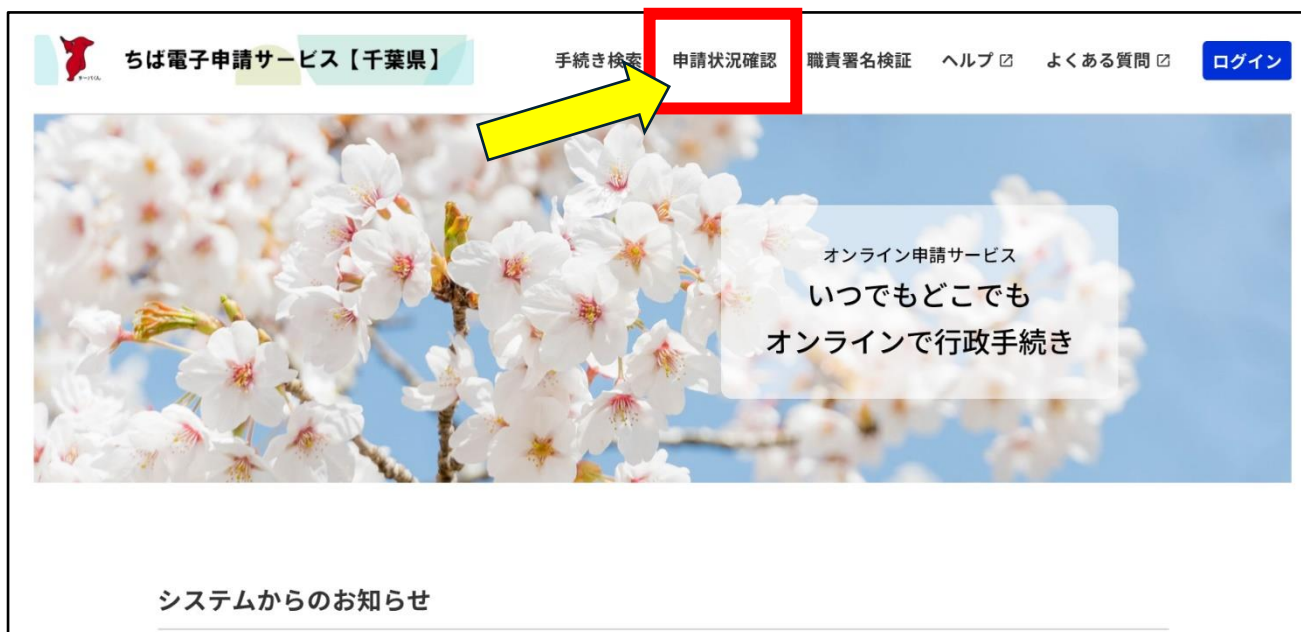 ちば電子申請サービス【千葉県】
手続き検索 申請状況確認 職責署名検証 ヘルプ よくある質問 ログイン
オンライン申請サービス
いつでもどこでも
オンラインで行政手続き
システムからのお知らせ